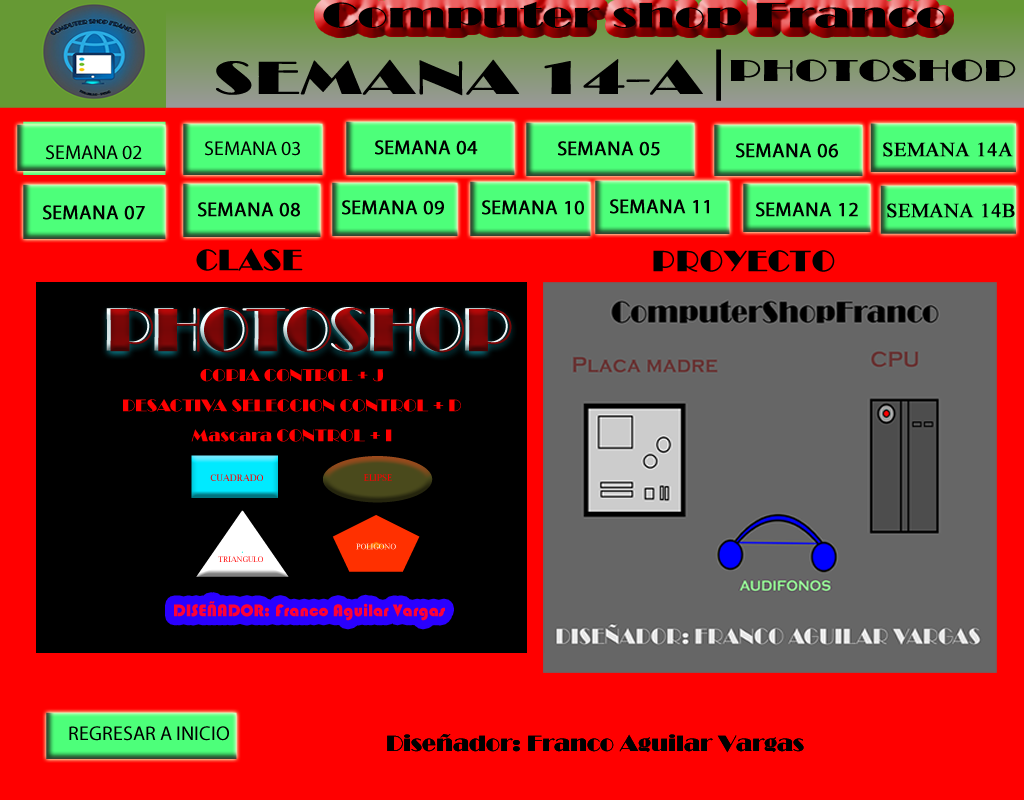 Computer shop Franco
COMPUTER SHOP FRANCO
SEMANA 14-A
PHOTOSHOP
SEMANA 02
SEMANA 03
SEMANA 04
SEMANA 05
SEMANA 06
SEMANA 14A
SEMANA 07
SEMANA 08
SEMANA 09
SEMANA 10
SEMANA 11
SEMANA 12
SEMANA 14B
CLASE
PROYECTO
PHOTOSHOP
COPIA CONTROL + J
DESACTIVA SELECCION CONTROL + D
Mascara CONTROL + I
CUADRADO
TRIANGULO
POLIGONO
DISEÑADOR: Franco Aguilar Vargas
ComputerShopFranco
PLACA MADRE
CPU
AUDIFONOS
DISEÑADOR: FRANCO AGUILAR VARGAS
REGRESAR A INICIO
Diseñador: Franco Aguilar Vargas